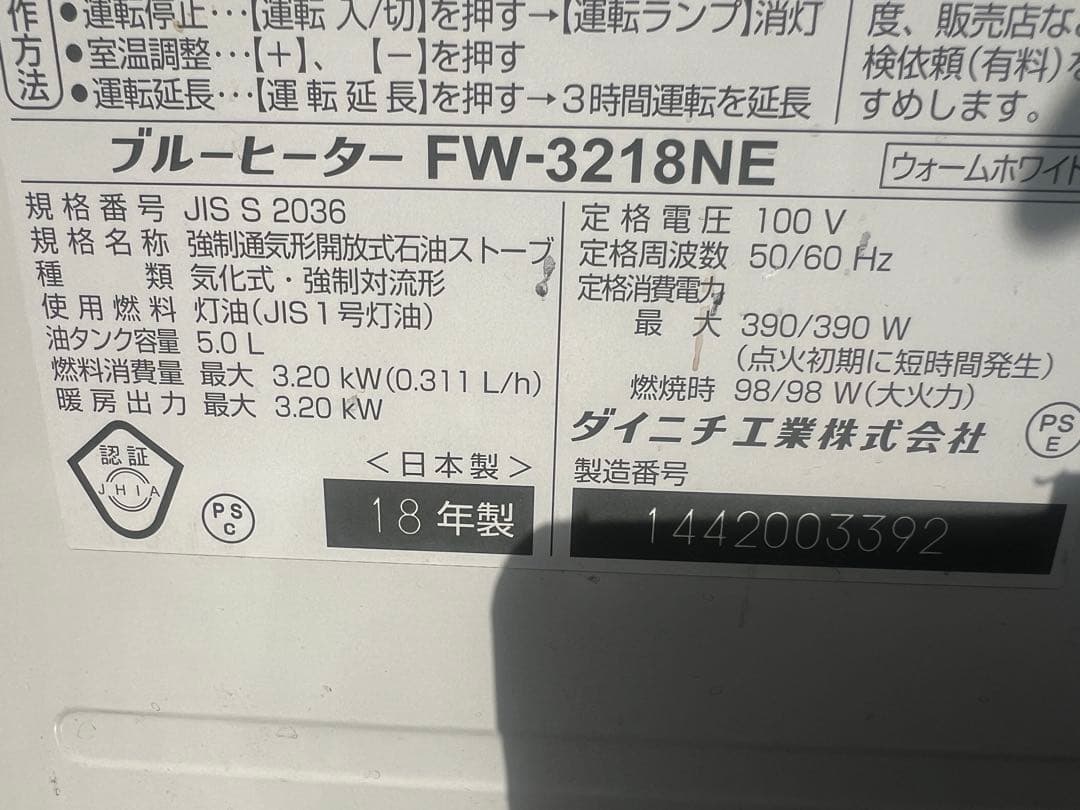 作方法
●運転停止‥‥【運転 入/切】を押す→【運転ランプ】消灯
●室温調整‥‥【＋】、【－】を押す
●運転延長‥‥【運転延長】を押す→3時間運転を延長
度、販売店な
検依頼(有料)を
すめします。
ブルーヒーター FW-3218NE
ウォームホワイト
規格番号 JIS S 2036
規格名称 強制通気形開放式石油ストーブ
種類 気化式・強制対流形
使用燃料 灯油(JIS1号灯油)
油タンク容量 5.0 L
燃料消費量 最大 3.20 kW(0.311 L/h)
暖房出力 最大 3.20 kW
認証
JHIA
PS
C
<日本製>
18年製
定格電圧 100 V
定格周波数 50/60 Hz
定格消費電力
最大 390/390 W
(点火初期に短時間発生)
燃焼時 98/98 W(大火力)
ダイニチ工業株式会社
PS
E
製造番号
1442003392